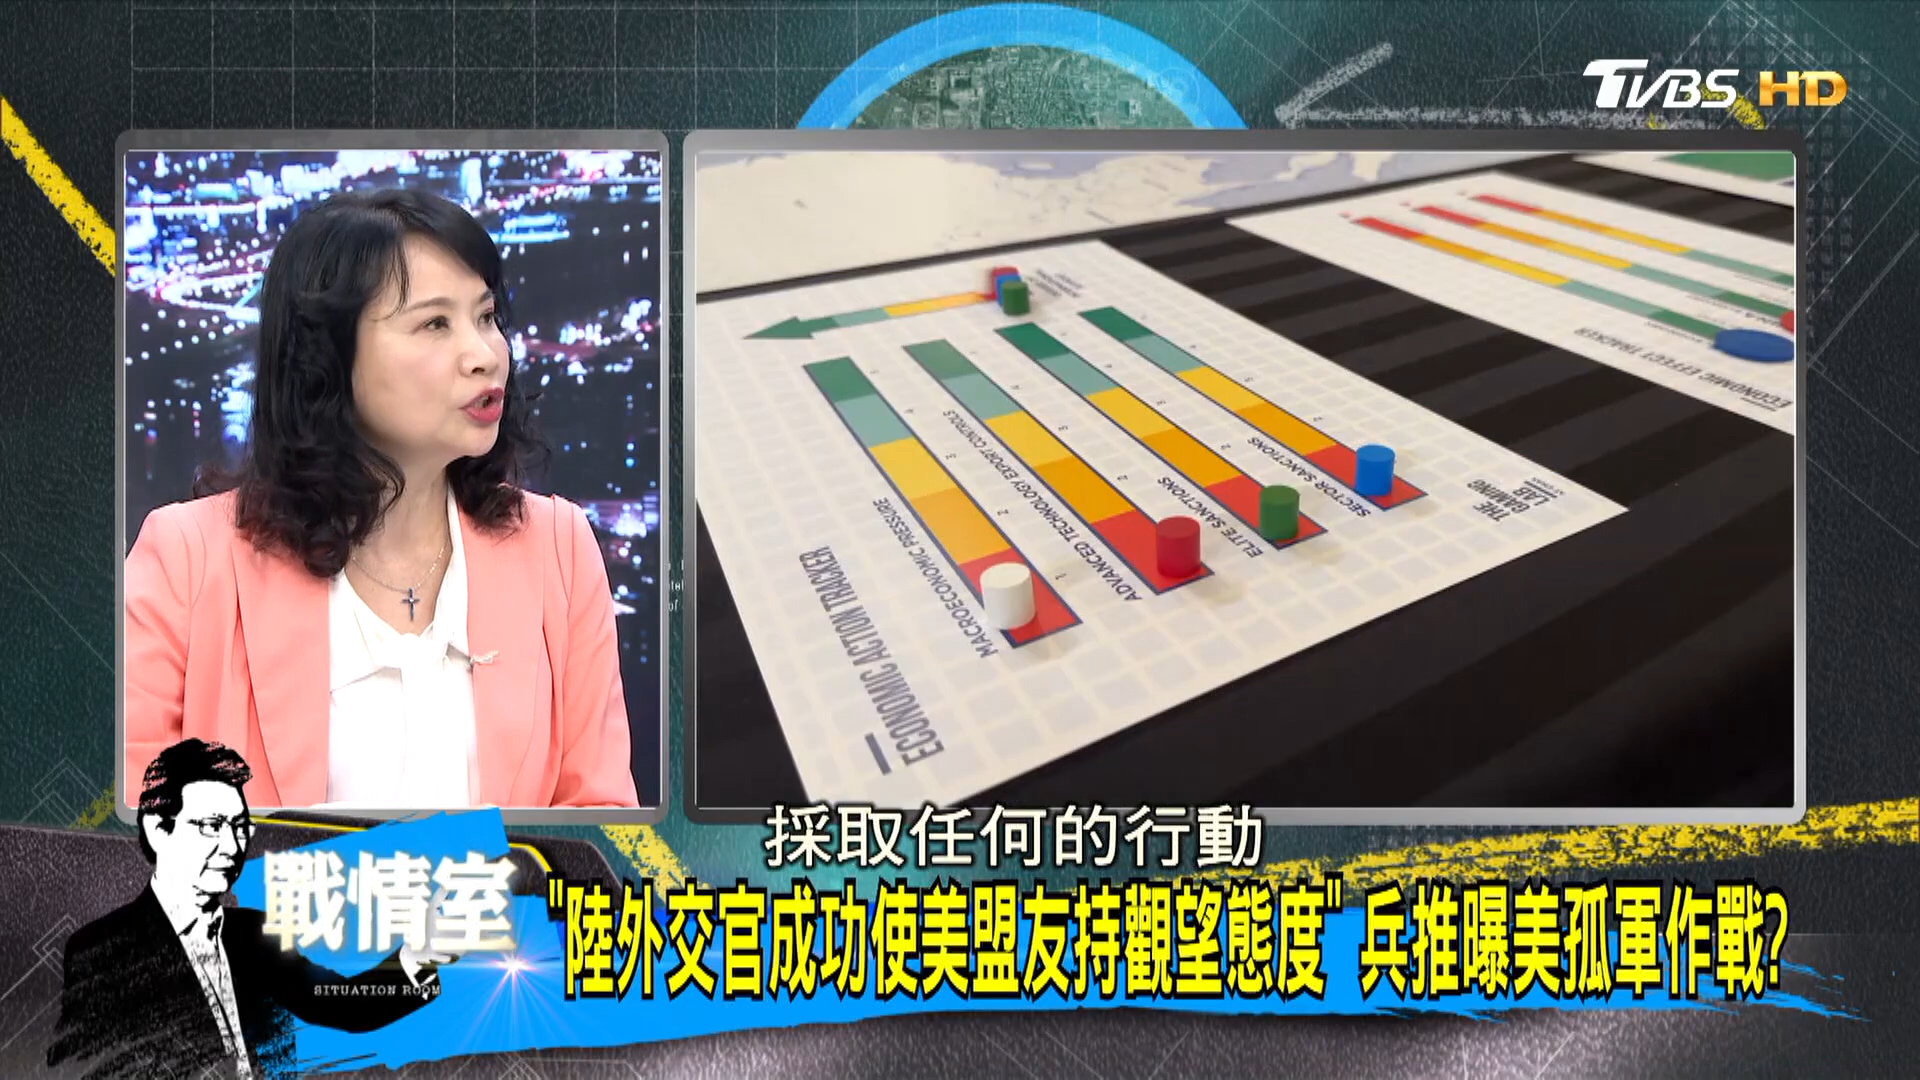 TVBS HD
THE
GAMING
LAB
SECTOR SANCTIONS
ELITE SANCTIONS
ADVANCED TECHNOLOGY EXPORT CONTROLS
MACROECONOMIC PRESSURE
ECONOMIC ACTION TRACKER
ECONOMIC EFFECT TRACKER
採取任何的行動
戰情室
SITUATION ROOM
"陸外交官成功使美盟友持觀望態度" 兵推曝美孤軍作戰?